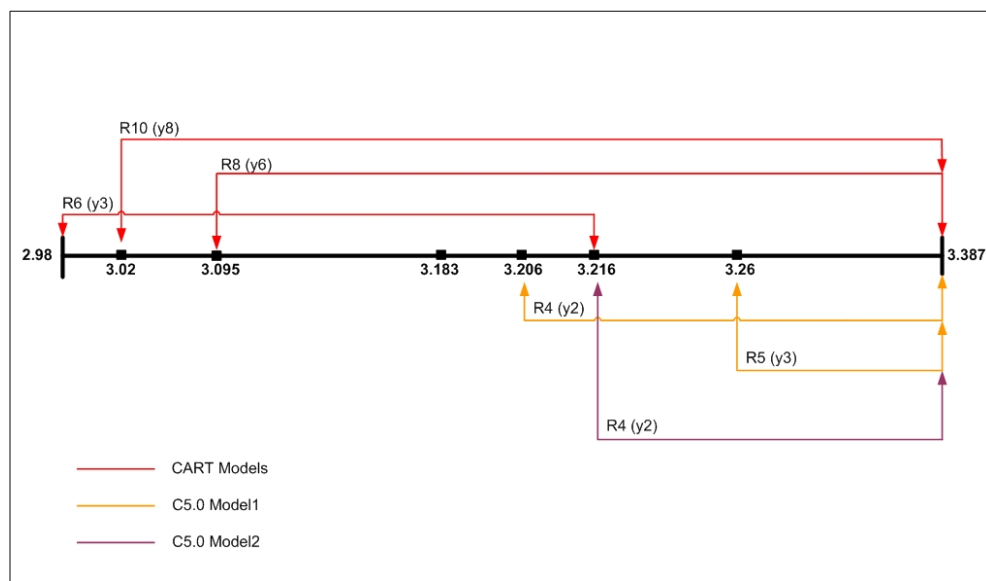 R10 (y8)
R8 (y6)
R6 (y3)
2.98
3.02
3.095
3.183
3.206
3.216
3.26
3.387
R4 (y2)
R5 (y3)
R4 (y2)
CART Models
C5.0 Model1
C5.0 Model2